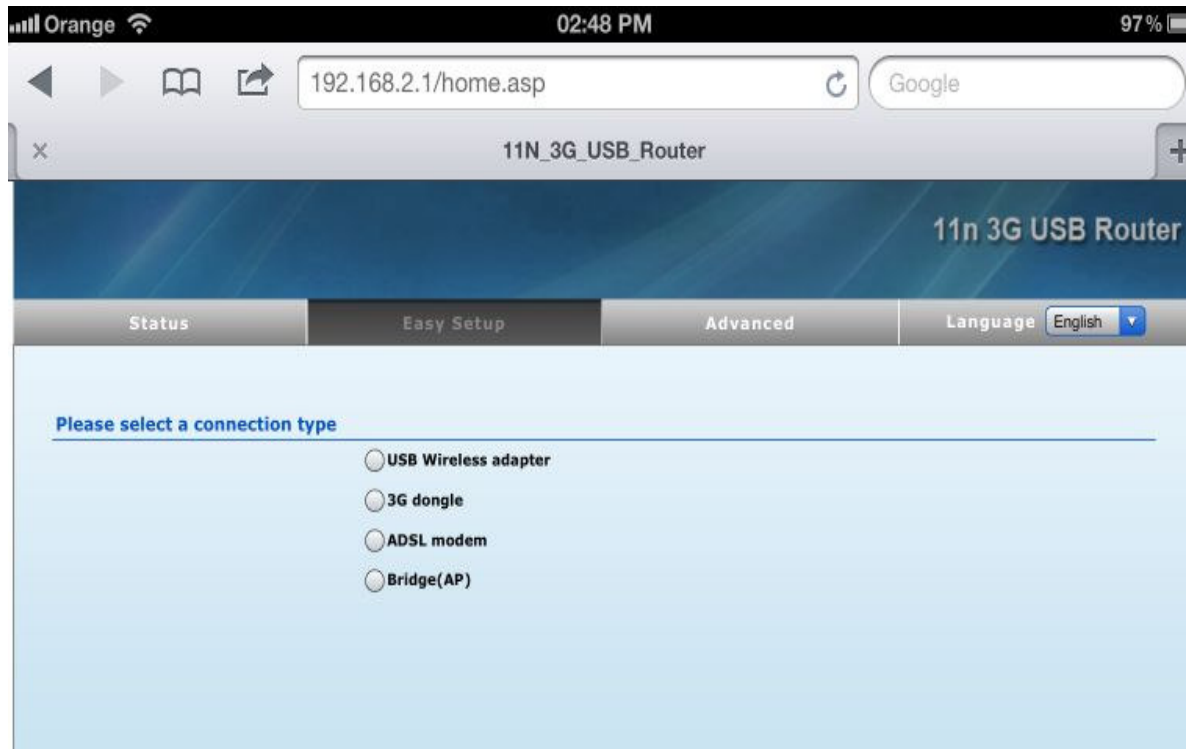 Orange 02:48 PM 97%
192.168.2.1/home.asp Google
11N_3G_USB_Router
11n 3G USB Router
Status Easy Setup Advanced Language English
Please select a connection type
USB Wireless adapter
3G dongle
ADSL modem
Bridge(AP)